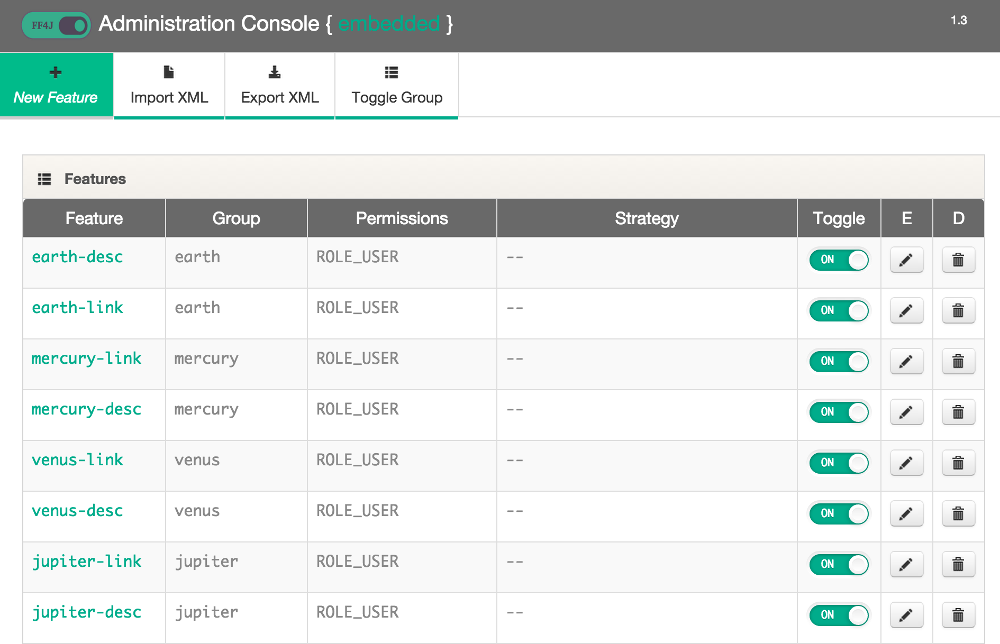 FF4J Administration Console { embedded } 1.3
New Feature Import XML Export XML Toggle Group
Features
Feature Group Permissions Strategy Toggle E D
earth-desc earth ROLE_USER -- ON
earth-link earth ROLE_USER -- ON
mercury-link mercury ROLE_USER -- ON
mercury-desc mercury ROLE_USER -- ON
venus-link venus ROLE_USER -- ON
venus-desc venus ROLE_USER -- ON
jupiter-link jupiter ROLE_USER -- ON
jupiter-desc jupiter ROLE_USER -- ON